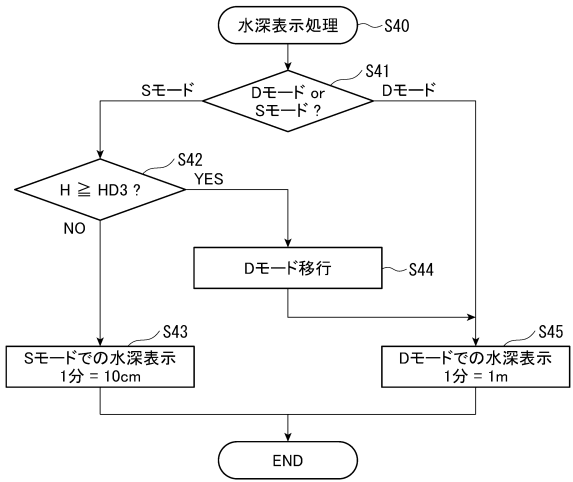 水深表示処理
S40
S41
Dモード or
Sモード ?
Sモード
Dモード
S42
H ≧ HD3 ?
YES
NO
Dモード移行
S44
S43
Sモードでの水深表示
1分 = 10cm
S45
Dモードでの水深表示
1分 = 1m
END